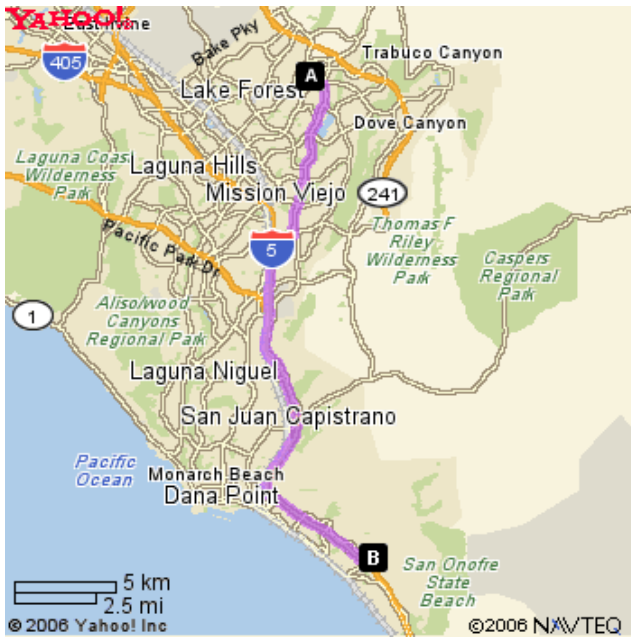 YAHOO!
East Irvine
Bake Pky
405
Trabuco Canyon
A
Lake Forest
Dove Canyon
Laguna Coast
Wilderness
Park
Laguna Hills
Mission Viejo
241
Pacific Park Dr
5
Thomas F
Riley
Wilderness
Park
Caspers
Regional
Park
1
Aliso/wood
Canyons
Regional Park
Laguna Niguel
San Juan Capistrano
Pacific
Ocean
Monarch Beach
Dana Point
B
San Onofre
State
Beach
5 km
2.5 mi
© 2006 Yahoo! Inc
©2006 NAVTEQ